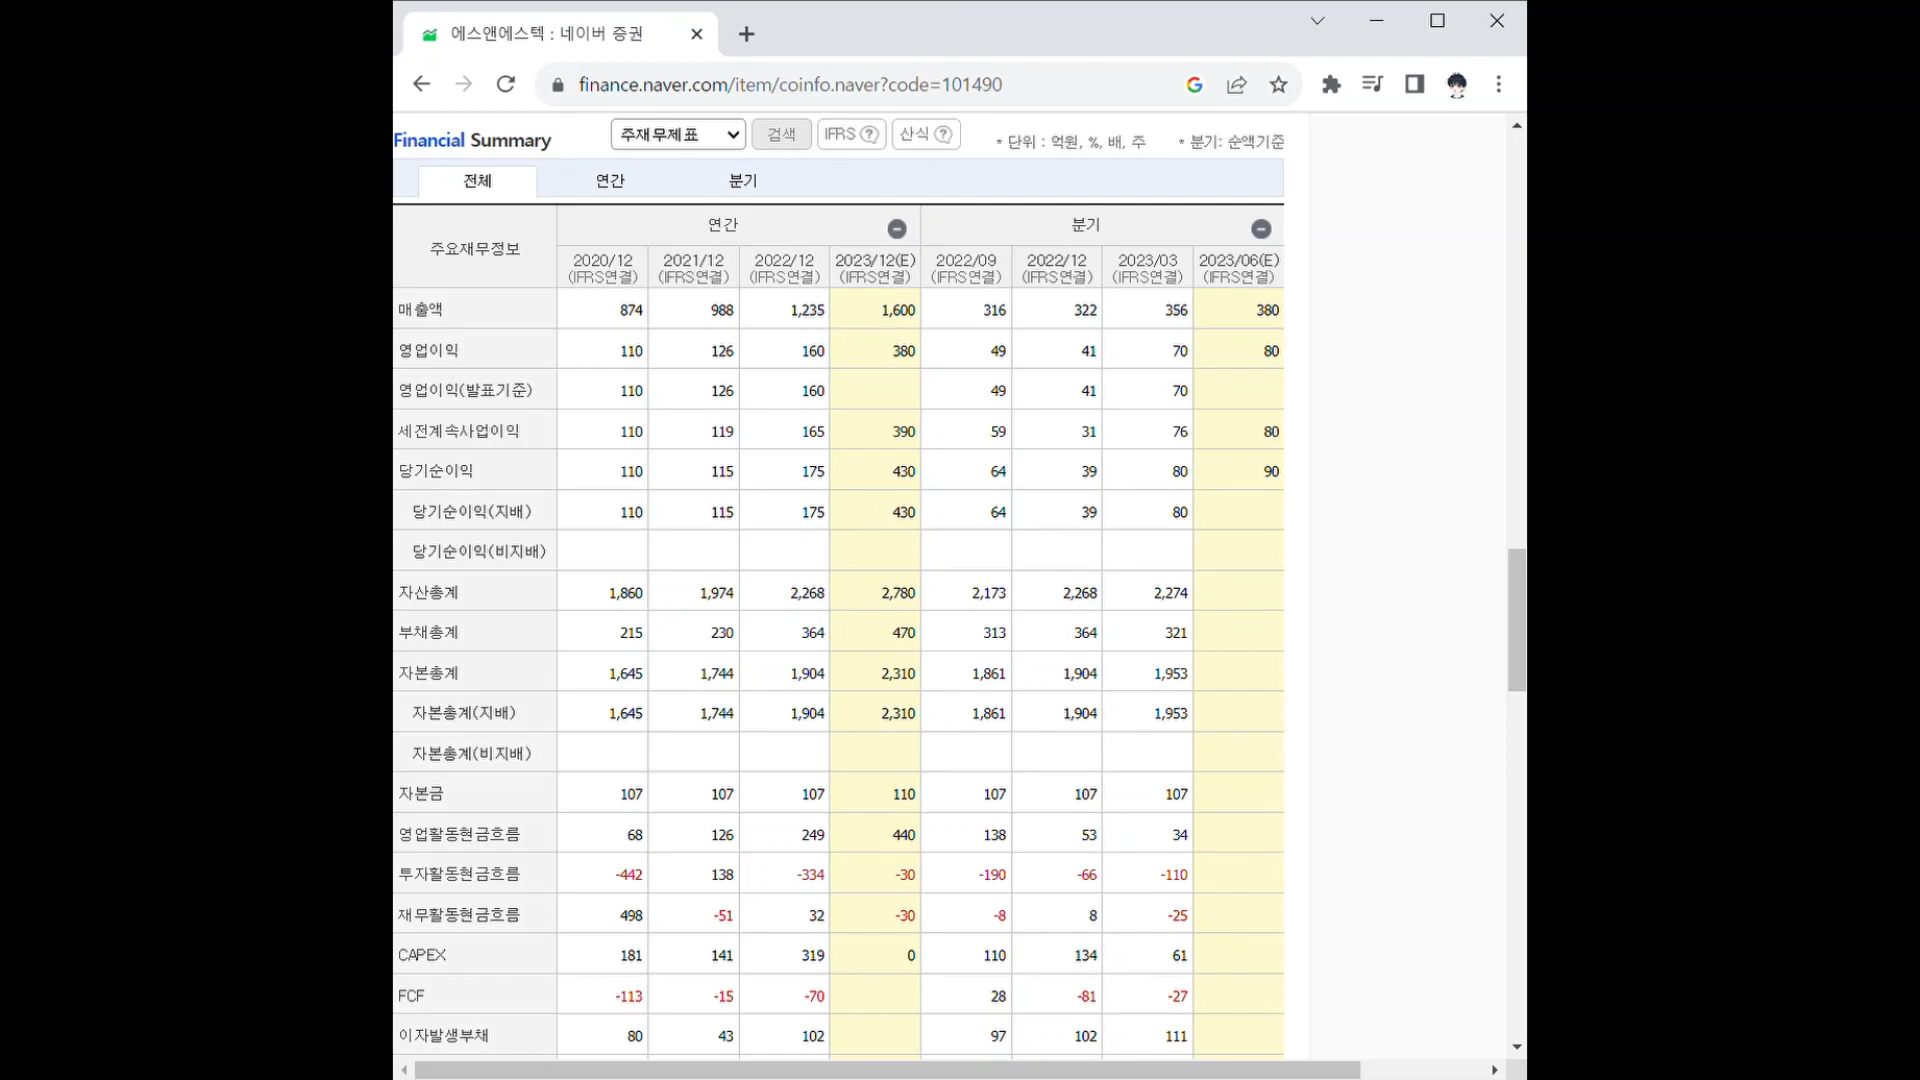 에스앤에스텍 : 네이버 증권
finance.naver.com/item/coinfo.naver?code=101490
Financial Summary 주재무제표 검색 IFRS ? 산식 ? * 단위 : 억원, %, 배, 주 * 분기: 순액기준
전체 연간 분기
주요재무정보 연간 분기
2020/12 2021/12 2022/12 2023/12(E) 2022/09 2022/12 2023/03 2023/06(E)
(IFRS연결) (IFRS연결) (IFRS연결) (IFRS연결) (IFRS연결) (IFRS연결) (IFRS연결) (IFRS연결)
매출액 874 988 1,235 1,600 316 322 356 380
영업이익 110 126 160 380 49 41 70 80
영업이익(발표기준) 110 126 160 49 41 70
세전계속사업이익 110 119 165 390 59 31 76 80
당기순이익 110 115 175 430 64 39 80 90
당기순이익(지배) 110 115 175 430 64 39 80
당기순이익(비지배)
자산총계 1,860 1,974 2,268 2,780 2,173 2,268 2,274
부채총계 215 230 364 470 313 364 321
자본총계 1,645 1,744 1,904 2,310 1,861 1,904 1,953
자본총계(지배) 1,645 1,744 1,904 2,310 1,861 1,904 1,953
자본총계(비지배)
자본금 107 107 107 110 107 107 107
영업활동현금흐름 68 126 249 440 138 53 34
투자활동현금흐름 -442 138 -334 -30 -190 -66 -110
재무활동현금흐름 498 -51 32 -30 -8 8 -25
CAPEX 181 141 319 0 110 134 61
FCF -113 -15 -70 28 -81 -27
이자발생부채 80 43 102 97 102 111